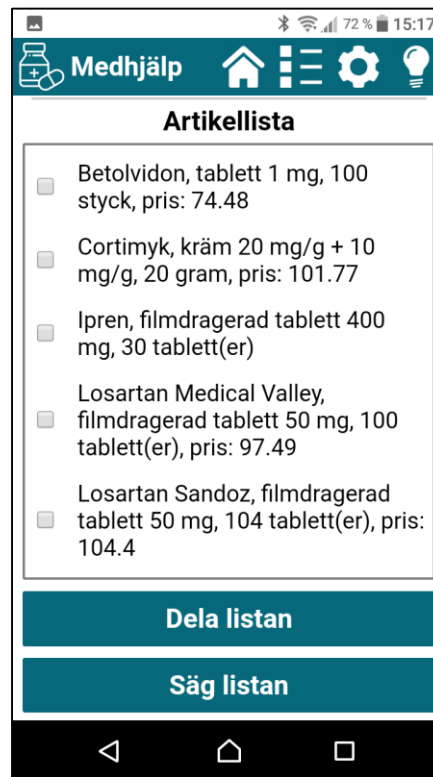 72 % 15:17
Medhjälp
Artikellista
Betolvidon, tablett 1 mg, 100
styck, pris: 74.48
Cortimyk, kräm 20 mg/g + 10
mg/g, 20 gram, pris: 101.77
Ipren, filmdragerad tablett 400
mg, 30 tablett(er)
Losartan Medical Valley,
filmdragerad tablett 50 mg, 100
tablett(er), pris: 97.49
Losartan Sandoz, filmdragerad
tablett 50 mg, 104 tablett(er), pris:
104.4
Dela listan
Säg listan